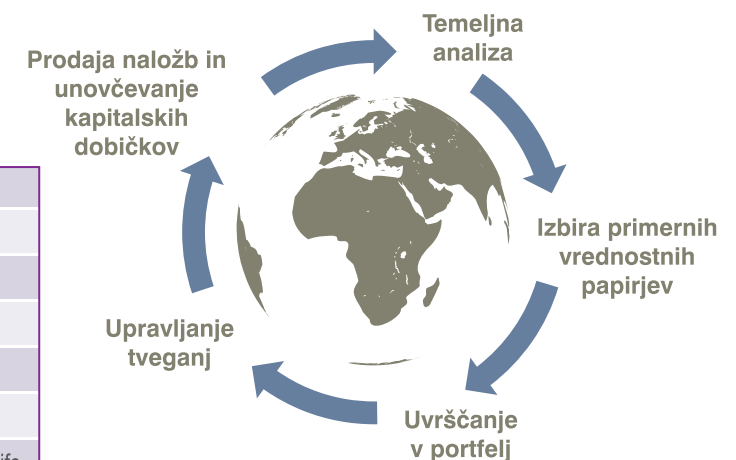 Temeljna
analiza
Izbira primernih
vrednostnih
papirjev
Uvrščanje
v portfelj
Upravljanje
tveganj
Prodaja naložb in
unovčevanje
kapitalskih
dobičkov